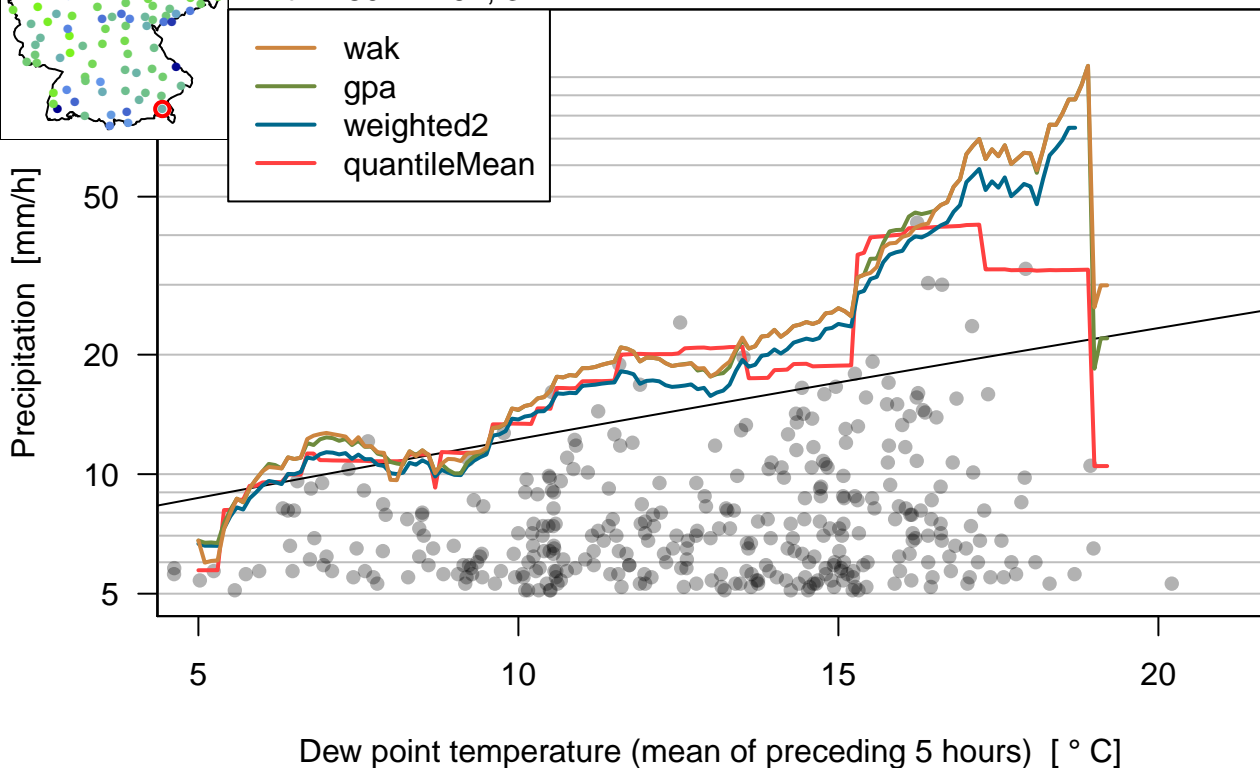 wak
gpa
weighted2
quantileMean
Precipitation [mm/h]
50
20
10
5
5
10
15
20
Dew point temperature (mean of preceding 5 hours) [ ° C]